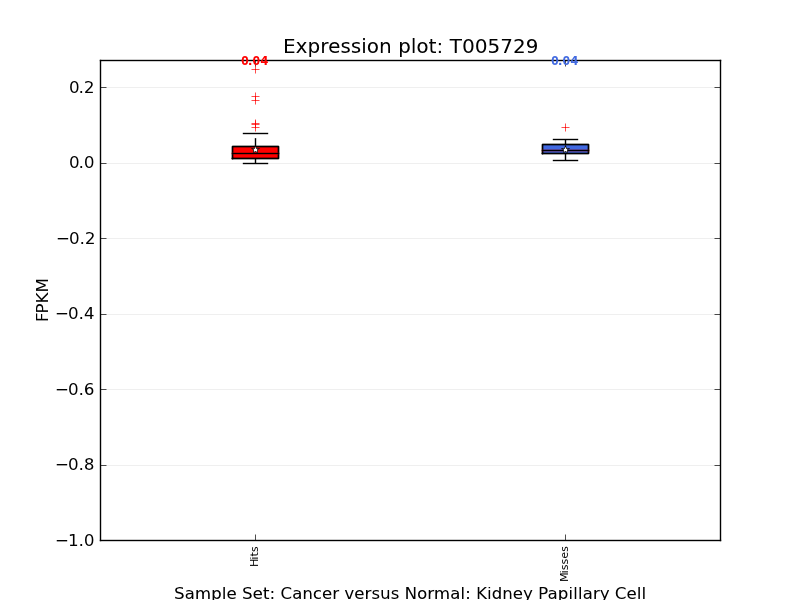 Expression plot: T005729
0.04 0.04
0.2
0.0
−0.2
−0.4
−0.6
−0.8
−1.0
FPKM
Hits Misses
Sample Set: Cancer versus Normal: Kidney Papillary Cell